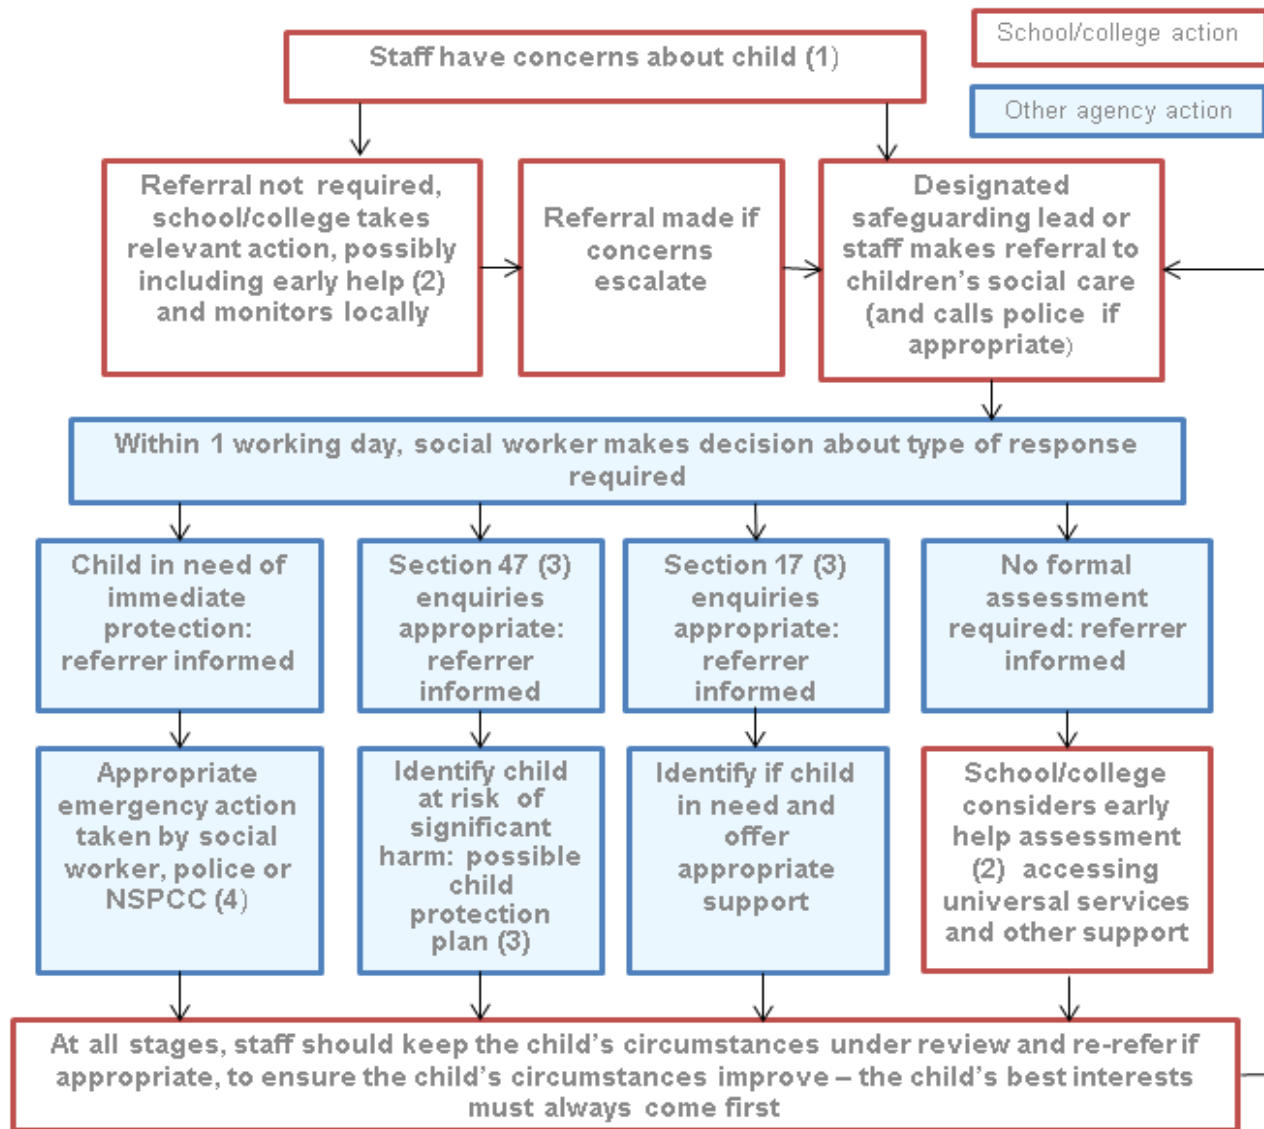 Staff have concerns about child (1)
School/college action
Other agency action
Referral not required,
school/college takes
relevant action, possibly
including early help (2)
and monitors locally
Referral made if
concerns
escalate
Designated
safeguarding lead or
staff makes referral to
children’s social care
(and calls police if
appropriate)
Within 1 working day, social worker makes decision about type of response
required
Child in need of
immediate
protection:
referrer informed
Section 47 (3)
enquiries
appropriate:
referrer
informed
Section 17 (3)
enquiries
appropriate:
referrer
informed
No formal
assessment
required: referrer
informed
Appropriate
emergency action
taken by social
worker, police or
NSPCC (4)
Identify child
at risk of
significant
harm: possible
child
protection
plan (3)
Identify if child
in need and
offer
appropriate
support
School/college
considers early
help assessment
(2) accessing
universal services
and other support
At all stages, staff should keep the child’s circumstances under review and re-refer if
appropriate, to ensure the child’s circumstances improve – the child’s best interests
must always come first